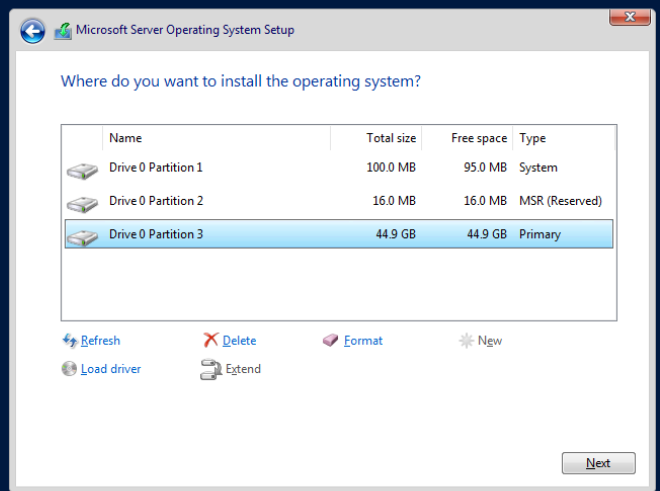 Microsoft Server Operating System Setup
Where do you want to install the operating system?
Name Total size Free space Type
Drive 0 Partition 1 100.0 MB 95.0 MB System
Drive 0 Partition 2 16.0 MB 16.0 MB MSR (Reserved)
Drive 0 Partition 3 44.9 GB 44.9 GB Primary
Refresh Delete Format New
Load driver Extend
Next